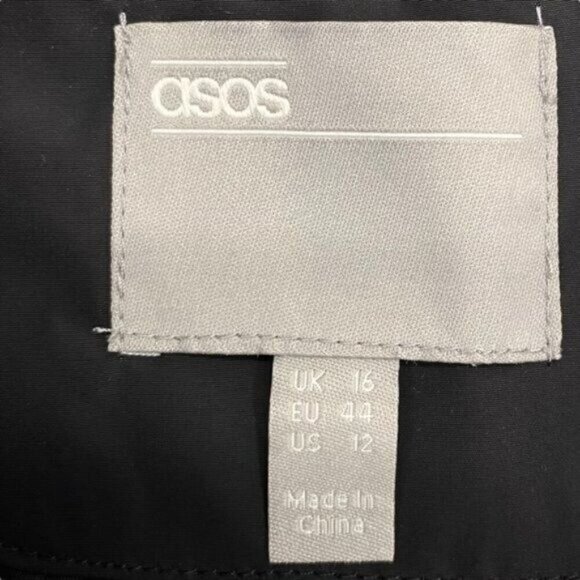 asos
UK 16
EU 44
US 12
Made In
China